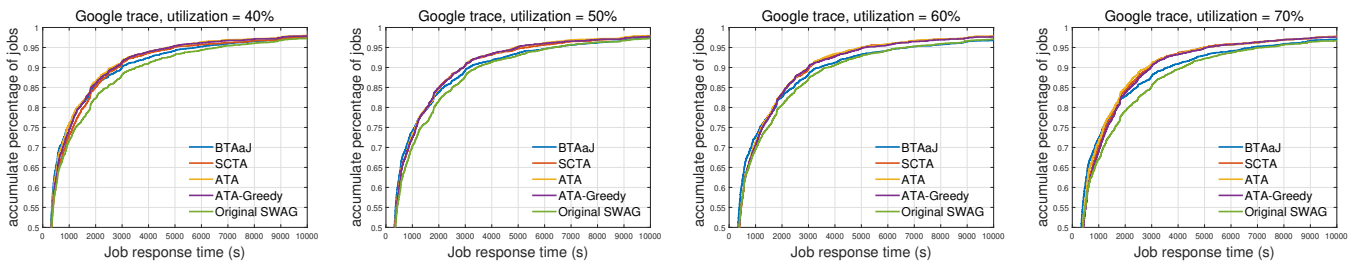 Google trace, utilization = 40%
accumulate percentage of jobs
1
0.95
0.9
0.85
0.8
0.75
0.7
0.65
0.6
0.55
0.5
BTAaJ
SCTA
ATA
ATA-Greedy
Original SWAG
0 1000 2000 3000 4000 5000 6000 7000 8000 9000 10000
Job response time (s)
Google trace, utilization = 50%
accumulate percentage of jobs
1
0.95
0.9
0.85
0.8
0.75
0.7
0.65
0.6
0.55
0.5
BTAaJ
SCTA
ATA
ATA-Greedy
Original SWAG
0 1000 2000 3000 4000 5000 6000 7000 8000 9000 10000
Job response time (s)
Google trace, utilization = 60%
accumulate percentage of jobs
1
0.95
0.9
0.85
0.8
0.75
0.7
0.65
0.6
0.55
0.5
BTAaJ
SCTA
ATA
ATA-Greedy
Original SWAG
0 1000 2000 3000 4000 5000 6000 7000 8000 9000 10000
Job response time (s)
Google trace, utilization = 70%
accumulate percentage of jobs
1
0.95
0.9
0.85
0.8
0.75
0.7
0.65
0.6
0.55
0.5
BTAaJ
SCTA
ATA
ATA-Greedy
Original SWAG
0 1000 2000 3000 4000 5000 6000 7000 8000 9000 10000
Job response time (s)